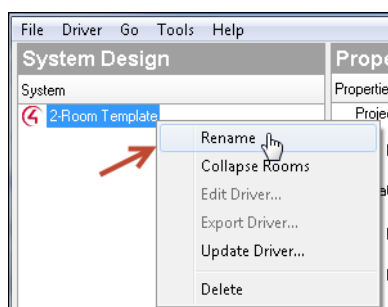 File Driver Go Tools Help
System Design
Prope
System
Propertie
2-Room Template
Proje
Rename
Collapse Rooms
Edit Driver...
Export Driver...
Update Driver...
Delete